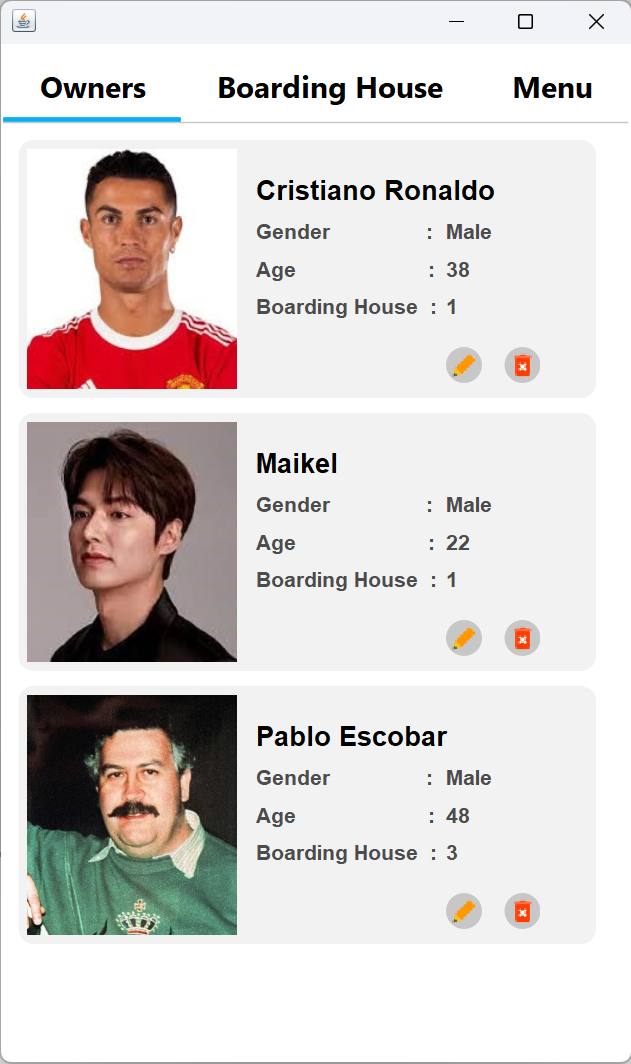 Owners Boarding House Menu
Cristiano Ronaldo
Gender : Male
Age : 38
Boarding House : 1
Maikel
Gender : Male
Age : 22
Boarding House : 1
Pablo Escobar
Gender : Male
Age : 48
Boarding House : 3